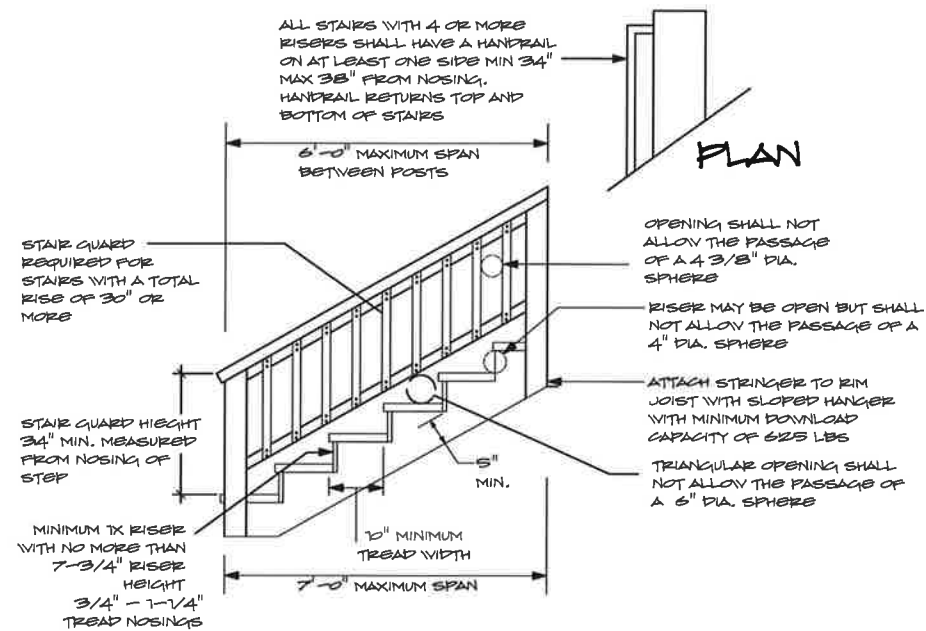 ALL STAIRS WITH 4 OR MORE
RISERS SHALL HAVE A HANDRAIL
ON AT LEAST ONE SIDE MIN 34"
MAX 38" FROM NOSING.
HANDRAIL RETURNS TOP AND
BOTTOM OF STAIRS
PLAN
6'-0" MAXIMUM SPAN
BETWEEN POSTS
STAIR GUARD
REQUIRED FOR
STAIRS WITH A TOTAL
RISE OF 30" OR
MORE
OPENING SHALL NOT
ALLOW THE PASSAGE
OF A 4 3/8" DIA.
SPHERE
RISER MAY BE OPEN BUT SHALL
NOT ALLOW THE PASSAGE OF A
4" DIA. SPHERE
ATTACH STRINGER TO RIM
JOIST WITH SLOPED HANGER
WITH MINIMUM DOWNLOAD
CAPACITY OF 625 LBS
TRIANGULAR OPENING SHALL
NOT ALLOW THE PASSAGE OF
A 6" DIA. SPHERE
STAIR GUARD HIEGHT
34" MIN. MEASURED
FROM NOSING OF
STEP
5"
MIN.
MINIMUM 1X RISER
WITH NO MORE THAN
7-3/4" RISER
HEIGHT
3/4" - 1-1/4"
TREAD NOSINGS
10" MINIMUM
TREAD WIDTH
7'-0" MAXIMUM SPAN